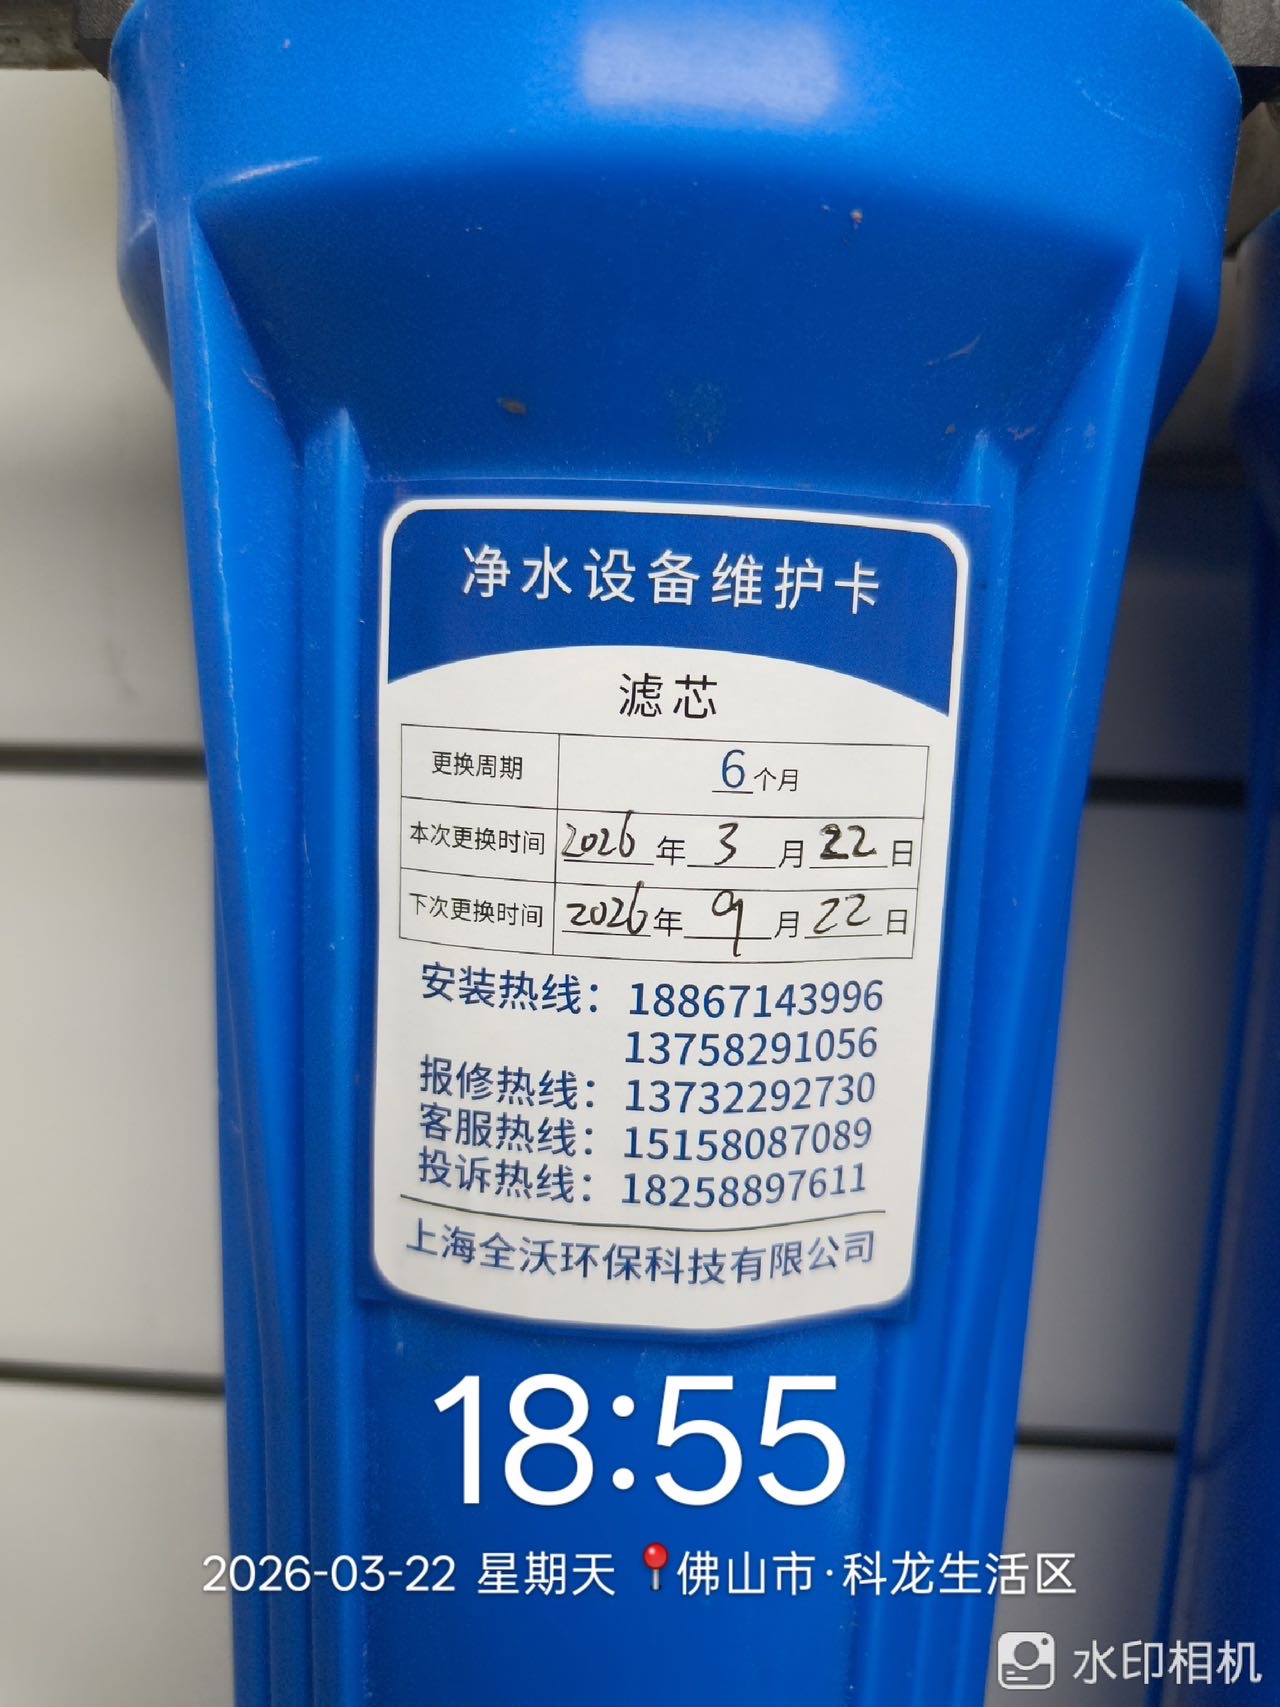 净水设备维护卡
滤芯
更换周期 6个月
本次更换时间 2026年3月22日
下次更换时间 2026年9月22日
安装热线：18867143996
13758291056
报修热线：13732292730
客服热线：15158087089
投诉热线：18258897611
上海全沃环保科技有限公司
18:55
2026-03-22 星期天 佛山市·科龙生活区
水印相机